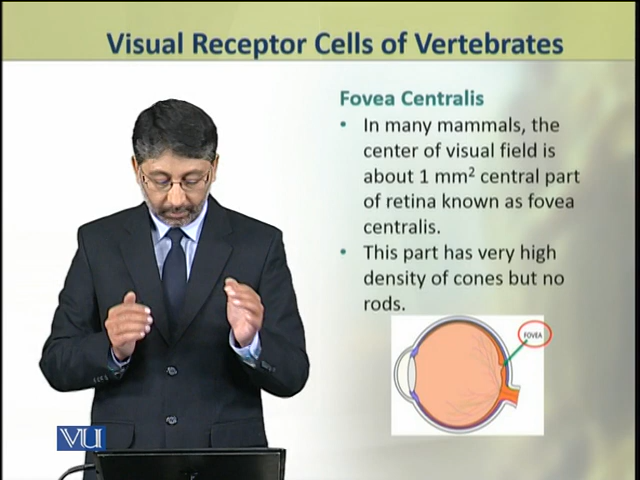 Visual Receptor Cells of Vertebrates
Fovea Centralis
• In many mammals, the
center of visual field is
about 1 mm² central part
of retina known as fovea
centralis.
• This part has very high
density of cones but no
rods.
FOVEA
VU